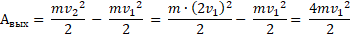 Aвых = mv₂²/2 − mv₁²/2 = m·(2v₁)²/2 − mv₁²/2 = 4mv₁²/2